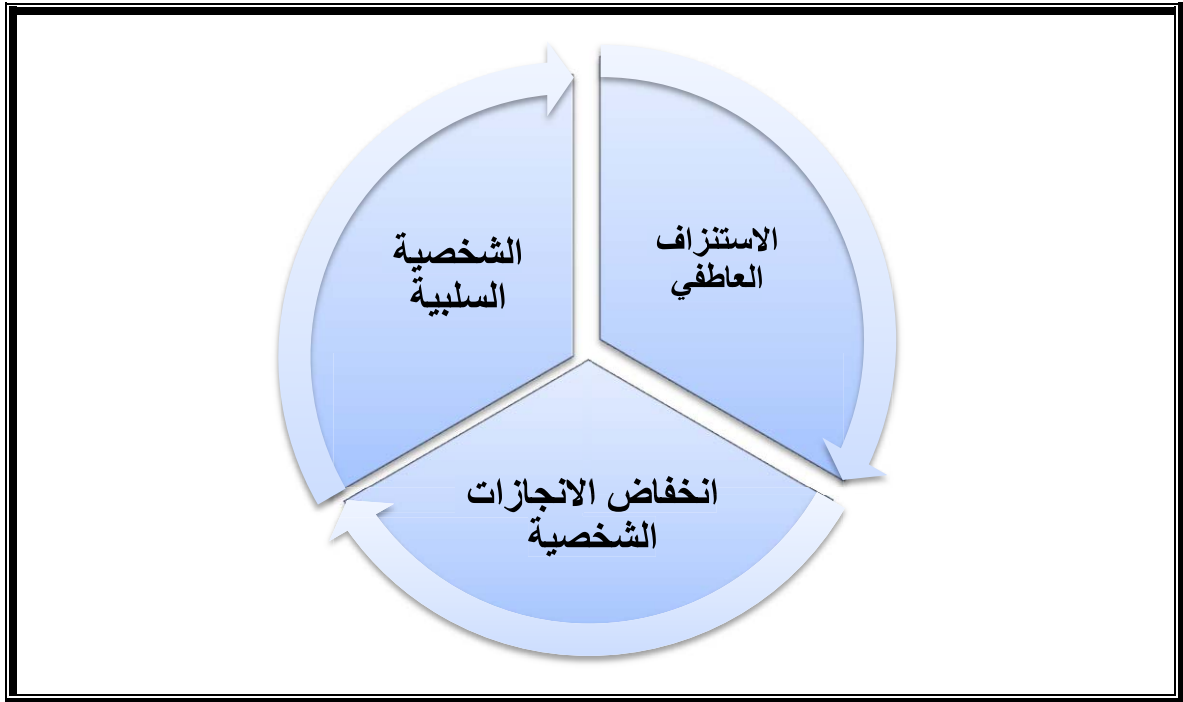 الاستنزاف
العاطفي
الشخصية
السلبية
انخفاض الانجازات
الشخصية